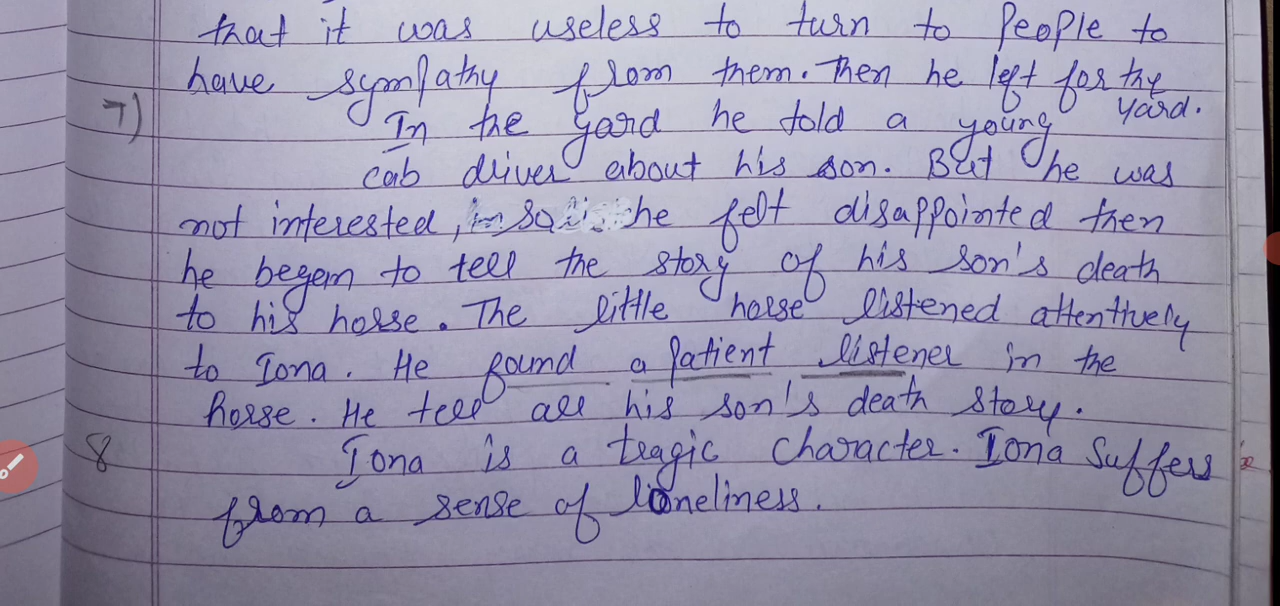 that it was useless to turn to People to
have sympathy from them. Then he left for the
yard.
7) In the yard he told a young
cab driver about his son. But he was
not interested, he felt disappointed then
he began to tell the story of his son's death
to his horse. The little horse listened attentively
to Iona. He found a patient listener in the
horse. He tell all his son's death story.
8 Iona is a tragic character. Iona Suffers
from a sense of loneliness.